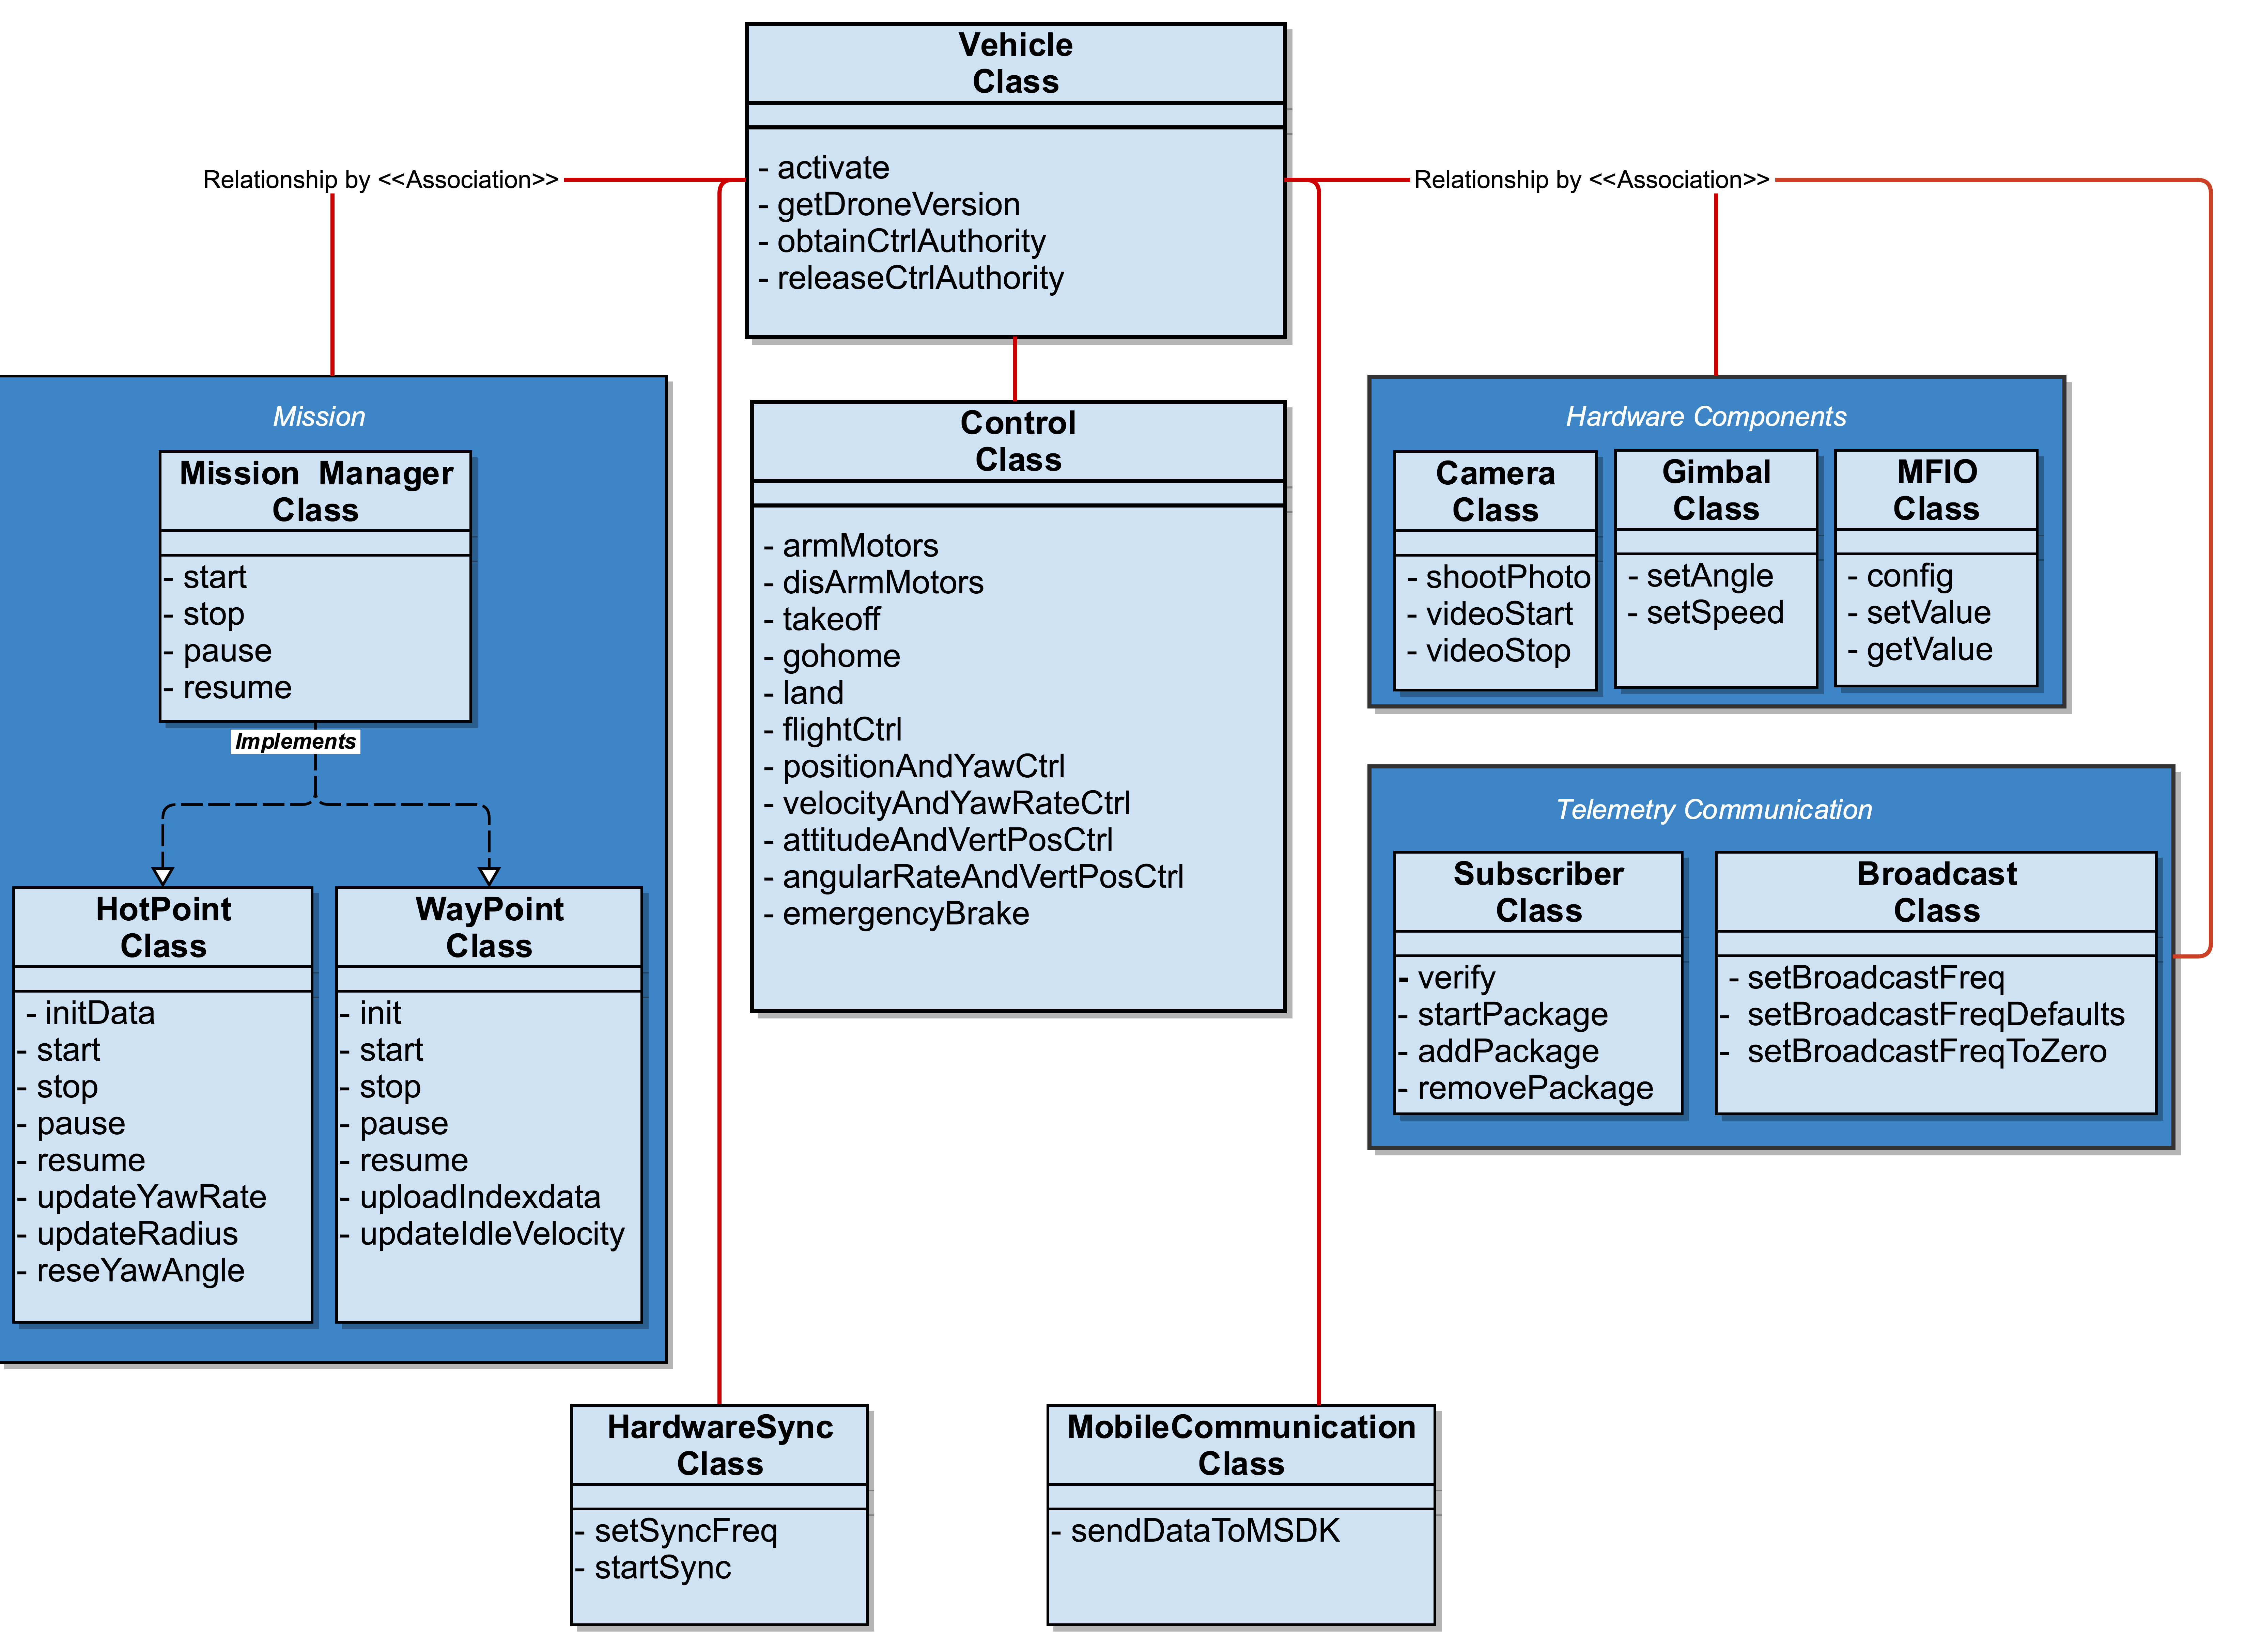 Vehicle
Class
- activate
- getDroneVersion
- obtainCtrlAuthority
- releaseCtrlAuthority
Relationship by <<Association>>
Relationship by <<Association>>
Mission
Mission Manager
Class
- start
- stop
- pause
- resume
Implements
HotPoint
Class
- initData
- start
- stop
- pause
- resume
- updateYawRate
- updateRadius
- reseYawAngle
WayPoint
Class
- init
- start
- stop
- pause
- resume
- uploadIndexdata
- updateIdleVelocity
Control
Class
- armMotors
- disArmMotors
- takeoff
- gohome
- land
- flightCtrl
- positionAndYawCtrl
- velocityAndYawRateCtrl
- attitudeAndVertPosCtrl
- angularRateAndVertPosCtrl
- emergencyBrake
Hardware Components
Camera
Class
- shootPhoto
- videoStart
- videoStop
Gimbal
Class
- setAngle
- setSpeed
MFIO
Class
- config
- setValue
- getValue
Telemetry Communication
Subscriber
Class
- verify
- startPackage
- addPackage
- removePackage
Broadcast
Class
- setBroadcastFreq
- setBroadcastFreqDefaults
- setBroadcastFreqToZero
HardwareSync
Class
- setSyncFreq
- startSync
MobileCommunication
Class
- sendDataToMSDK